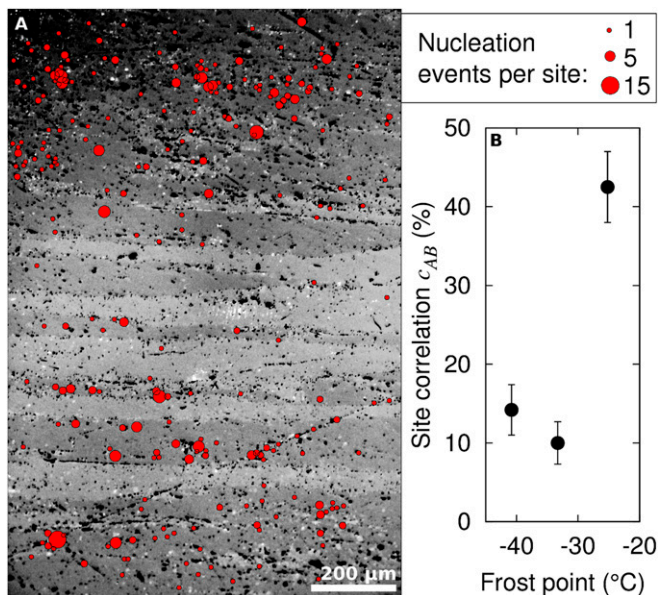 A
Nucleation
events per site:
1
5
15
200 µm
B
Site correlation cAB (%)
50
40
30
20
10
0
-40 -30 -20
Frost point (°C)